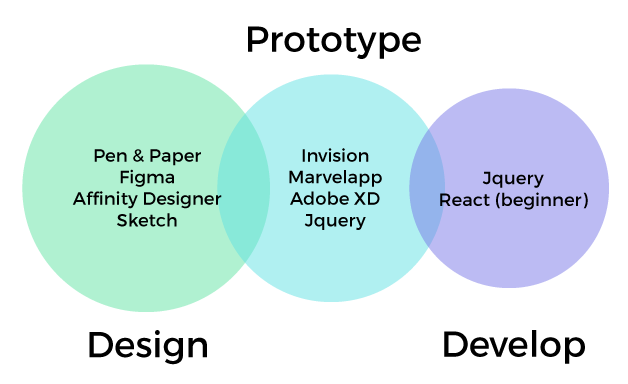 Prototype
Pen & Paper
Figma
Affinity Designer
Sketch
Invision
Marvelapp
Adobe XD
Jquery
Jquery
React (beginner)
Design
Develop